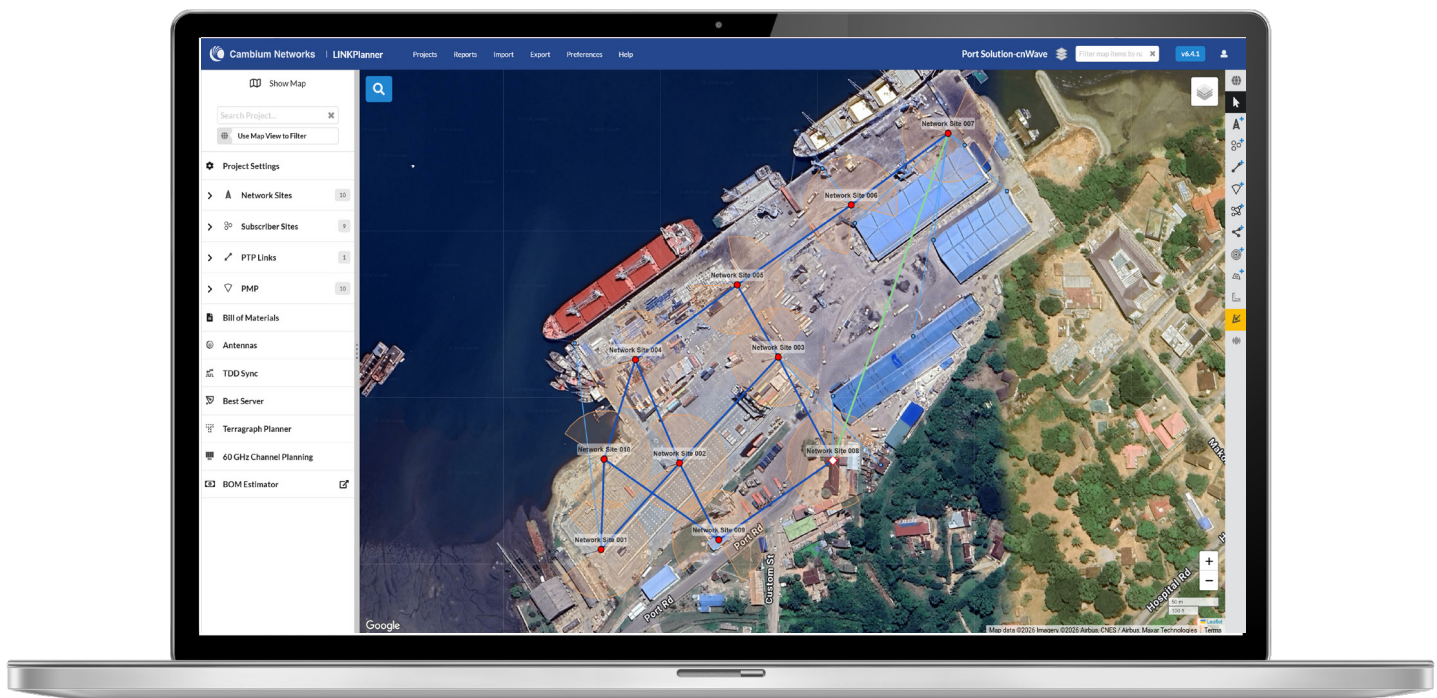 Cambium Networks | LINKPlanner
Projects
Reports
Import
Export
Preferences
Help
Port Solution-cnWave
v6.4.1
Show Map
Search Project...
Use Map View to Filter
Project Settings
Network Sites 10
Subscriber Sites 9
PTP Links 1
PMP 10
Bill of Materials
Antennas
TDD Sync
Best Server
Terragraph Planner
60 GHz Channel Planning
BOM Estimator
Network Site 007
Network Site 006
Network Site 005
Network Site 004
Network Site 003
Network Site 010
Network Site 002
Network Site 008
Network Site 009
Network Site 001
Port Rd
Port Rd
Custom St
Hospital Rd
+
−
50 m
100 ft
Leaflet
Google
Map data ©2026 Imagery ©2026 Airbus, CNES / Airbus, Maxar Technologies | Terms